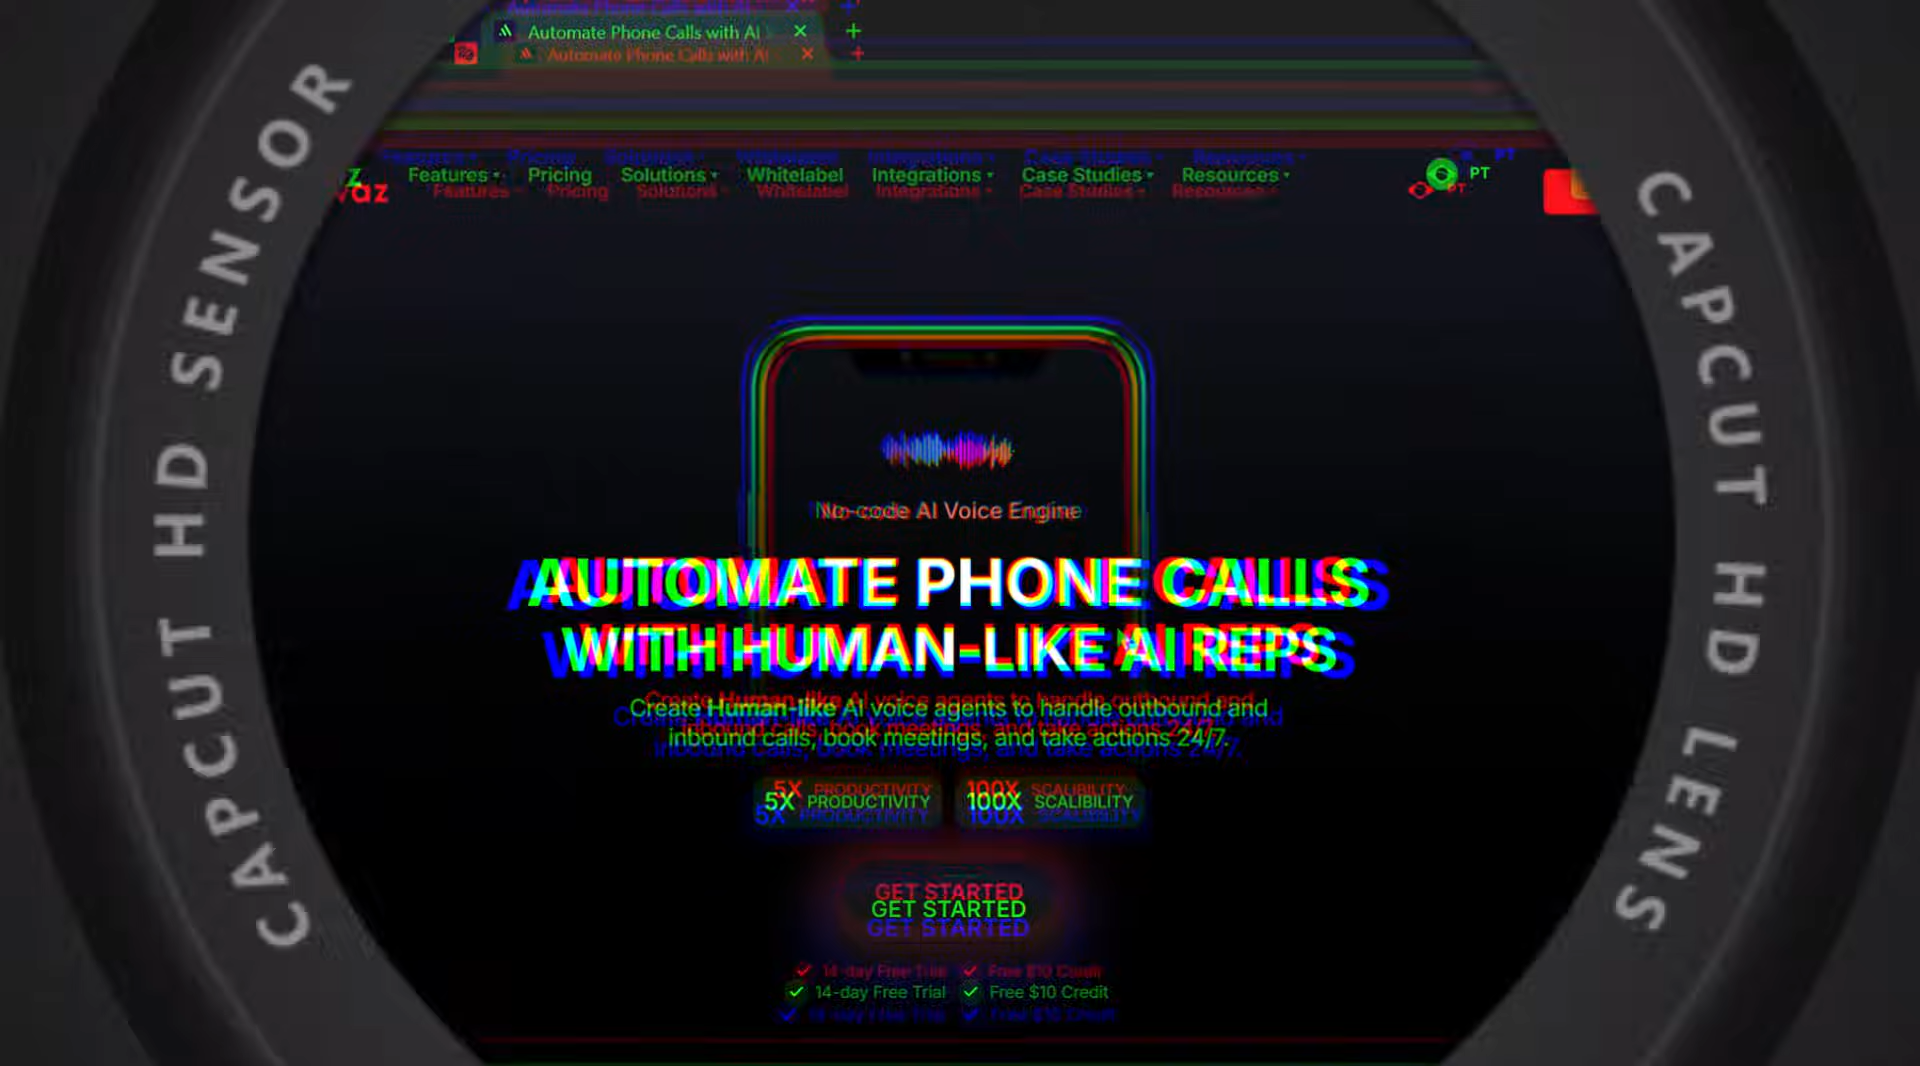 Automate Phone Calls with AI
Features Pricing Solutions Whitelabel Integrations Case Studies Resources PT
No-code AI Voice Engine
AUTOMATE PHONE CALLS
WITH HUMAN-LIKE AI REPS
Create Human-like AI voice agents to handle outbound and
inbound calls, book meetings, and take actions 24/7.
5X PRODUCTIVITY 100X SCALIBILITY
GET STARTED
14-day Free Trial Free $10 Credit
CAPCUT HD SENSOR
CAPCUT HD LENS